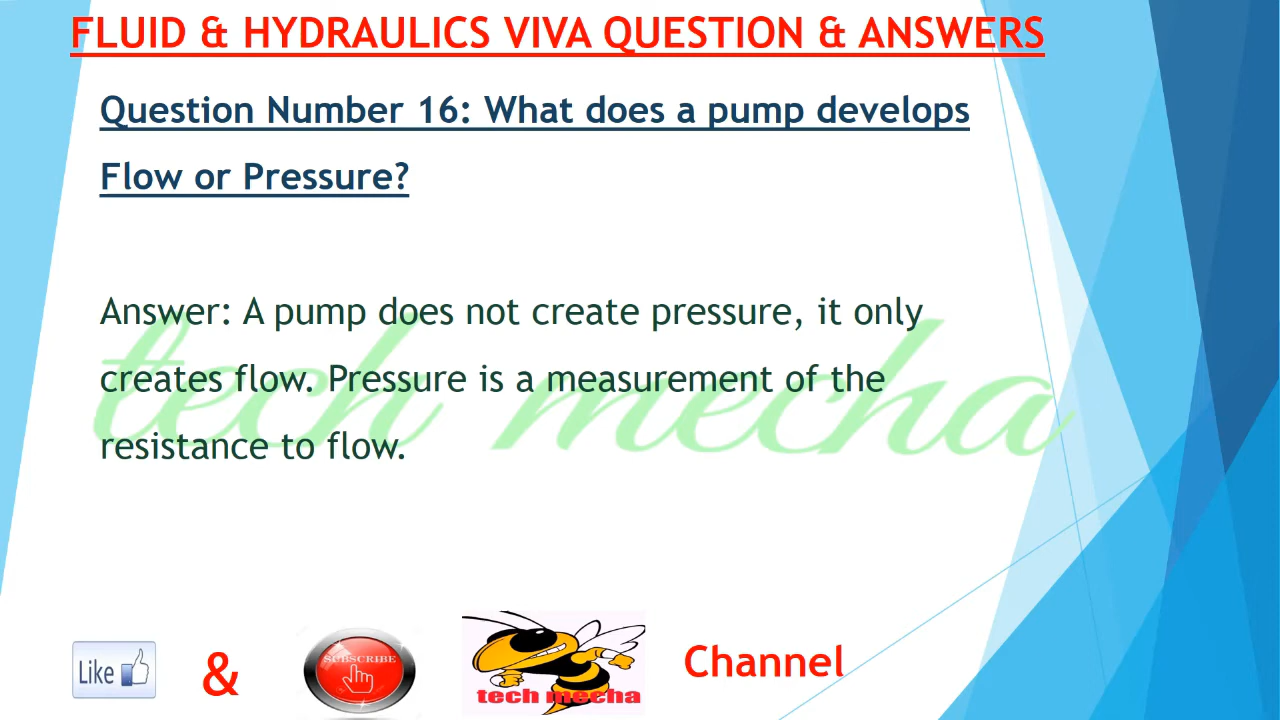 FLUID & HYDRAULICS VIVA QUESTION & ANSWERS
Question Number 16: What does a pump develops
Flow or Pressure?
Answer: A pump does not create pressure, it only
creates flow. Pressure is a measurement of the
resistance to flow.
tech mecha
Like
&
SUBSCRIBE
tech mecha
Channel